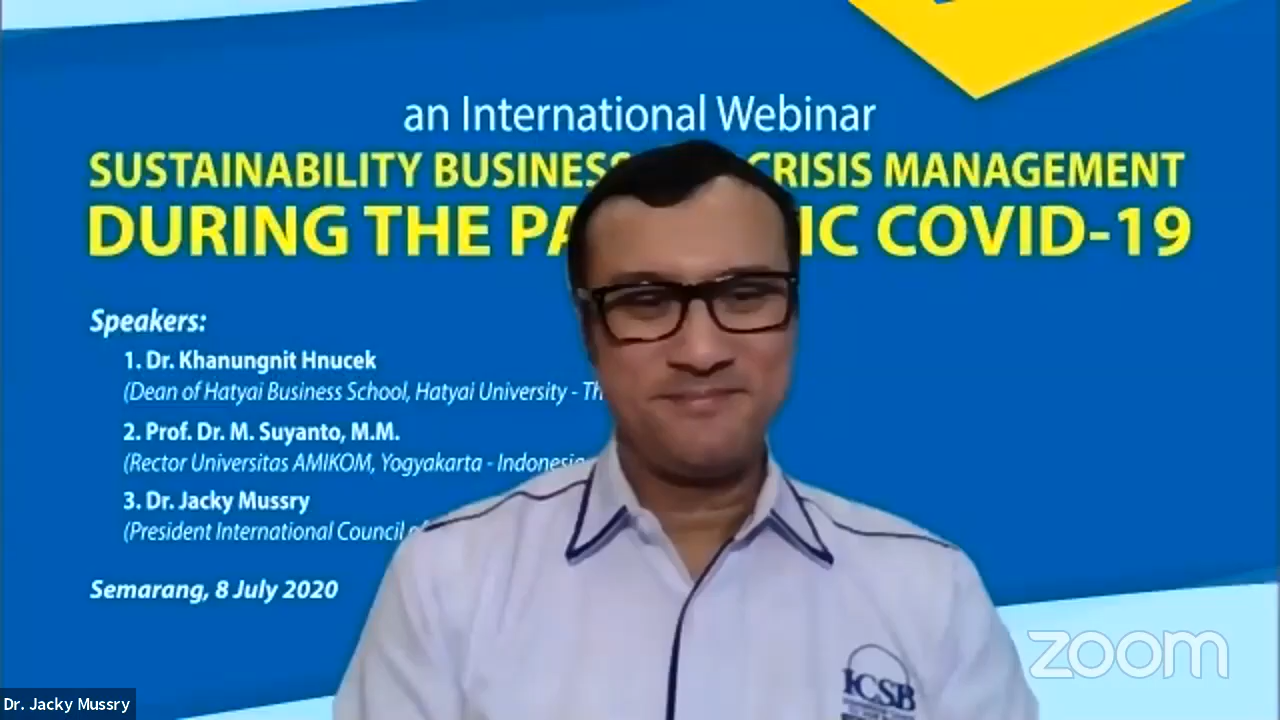 an International Webinar
SUSTAINABILITY BUSINESS CRISIS MANAGEMENT
DURING THE PA IC COVID-19
Speakers:
1. Dr. Khanungnit Hnucek
(Dean of Hatyai Business School, Hatyai University - Th
2. Prof. Dr. M. Suyanto, M.M.
(Rector Universitas AMIKOM, Yogyakarta - Indonesia
3. Dr. Jacky Mussry
(President International Council of
Semarang, 8 July 2020
ICSB
zoom
Dr. Jacky Mussry